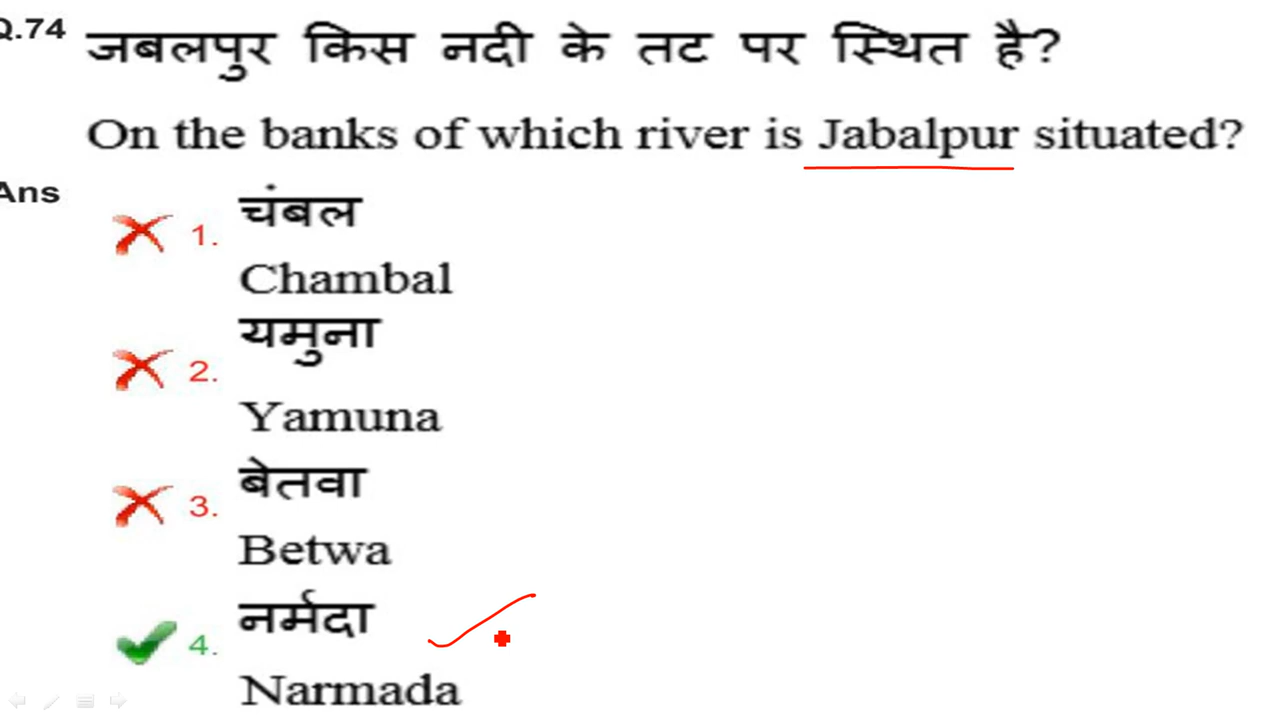 Q.74 जबलपुर किस नदी के तट पर स्थित है?
On the banks of which river is Jabalpur situated?
Ans
1. चंबल
Chambal
2. यमुना
Yamuna
3. बेतवा
Betwa
4. नर्मदा
Narmada